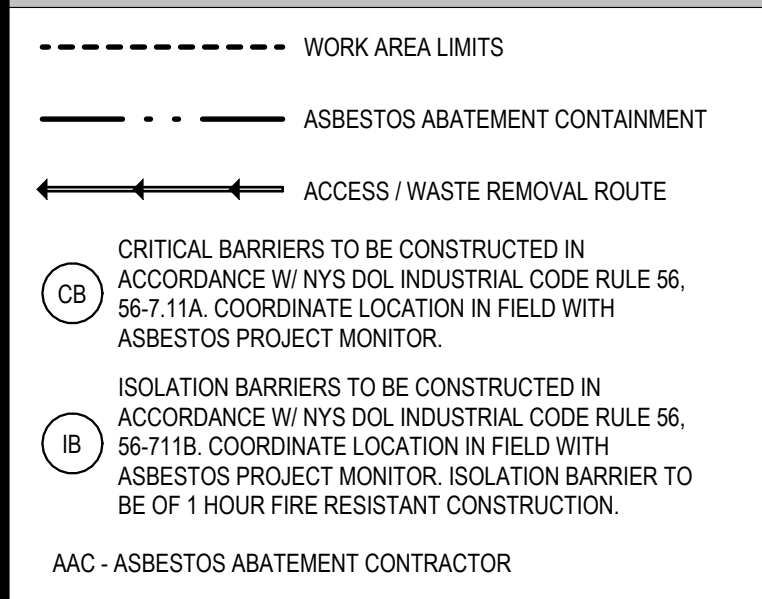 WORK AREA LIMITS
ASBESTOS ABATEMENT CONTAINMENT
ACCESS / WASTE REMOVAL ROUTE
CB
CRITICAL BARRIERS TO BE CONSTRUCTED IN
ACCORDANCE W/ NYS DOL INDUSTRIAL CODE RULE 56,
56-7.11A. COORDINATE LOCATION IN FIELD WITH
ASBESTOS PROJECT MONITOR.
IB
ISOLATION BARRIERS TO BE CONSTRUCTED IN
ACCORDANCE W/ NYS DOL INDUSTRIAL CODE RULE 56,
56-711B. COORDINATE LOCATION IN FIELD WITH
ASBESTOS PROJECT MONITOR. ISOLATION BARRIER TO
BE OF 1 HOUR FIRE RESISTANT CONSTRUCTION.
AAC - ASBESTOS ABATEMENT CONTRACTOR